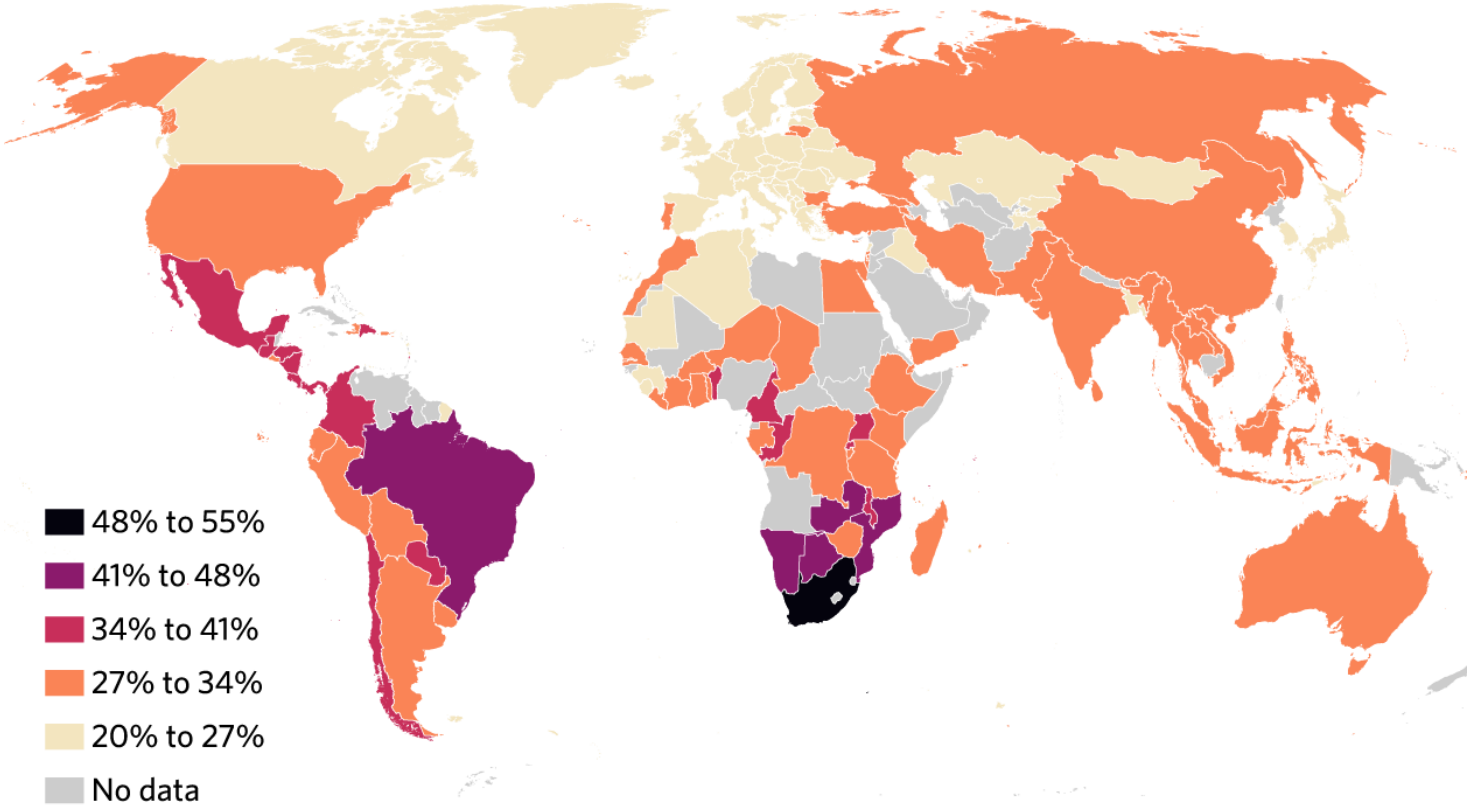 48% to 55%
41% to 48%
34% to 41%
27% to 34%
20% to 27%
No data